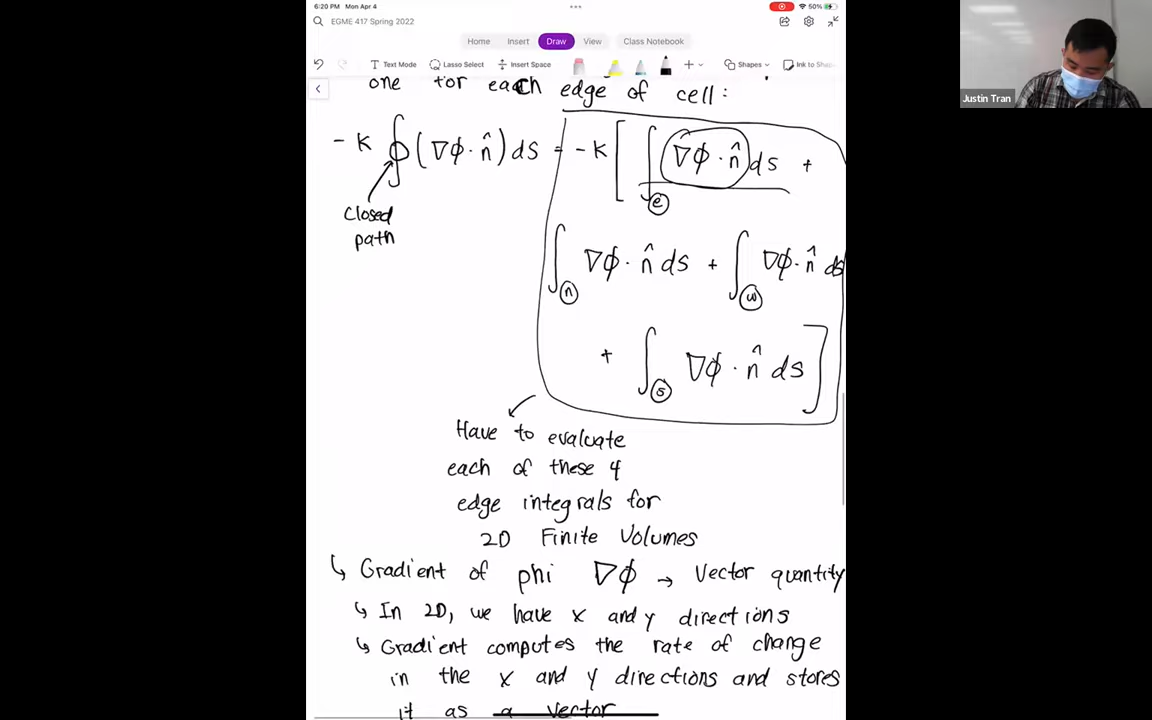 6:20 PM Mon Apr 4
50%
EGME 417 Spring 2022
Home Insert Draw View Class Notebook
Text Mode Lasso Select Insert Space Shapes Ink to Shap
one for each edge of cell:
- K ∮ (∇φ · n̂) ds = -K [ ∫ₑ ∇φ · n̂ ds +
closed
path
∫ₙ ∇φ · n̂ ds + ∫w ∇φ · n̂ ds
+ ∫ₛ ∇φ · n̂ ds ]
Have to evaluate
each of these 4
edge integrals for
2D Finite Volumes
↳ Gradient of phi ∇φ → Vector quantity
↳ In 2D, we have x and y directions
↳ Gradient computes the rate of change
in the x and y directions and stores
it as a vector
Justin Tran